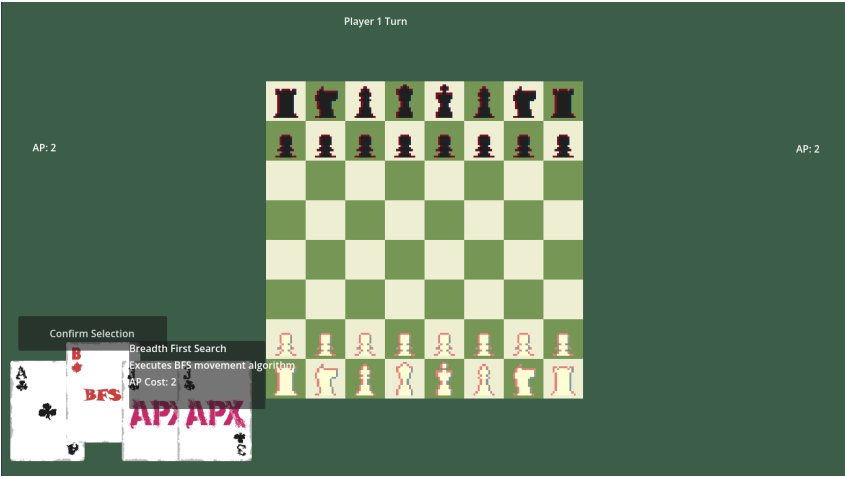 Player 1 Turn
AP: 2
AP: 2
Confirm Selection
Breadth First Search
Executes BFS movement algorithm
AP Cost: 2
A
B
BFS
J
APX
A
J